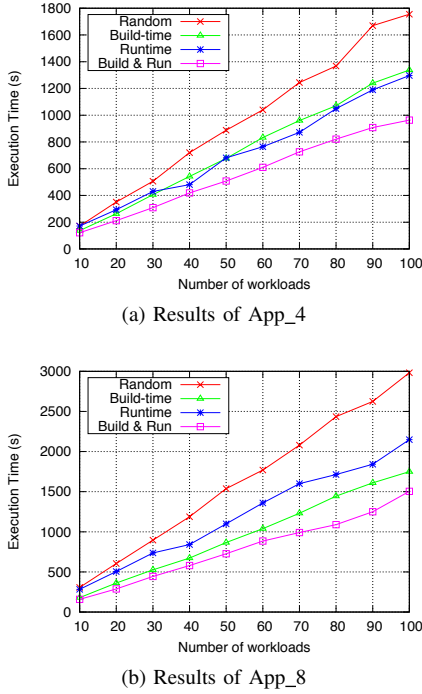 1800
1600
1400
1200
1000
800
600
400
200
0
Execution Time (s)
Random
Build-time
Runtime
Build & Run
10 20 30 40 50 60 70 80 90 100
Number of workloads
(a) Results of App_4
3000
2500
2000
1500
1000
500
0
Execution Time (s)
Random
Build-time
Runtime
Build & Run
10 20 30 40 50 60 70 80 90 100
Number of workloads
(b) Results of App_8